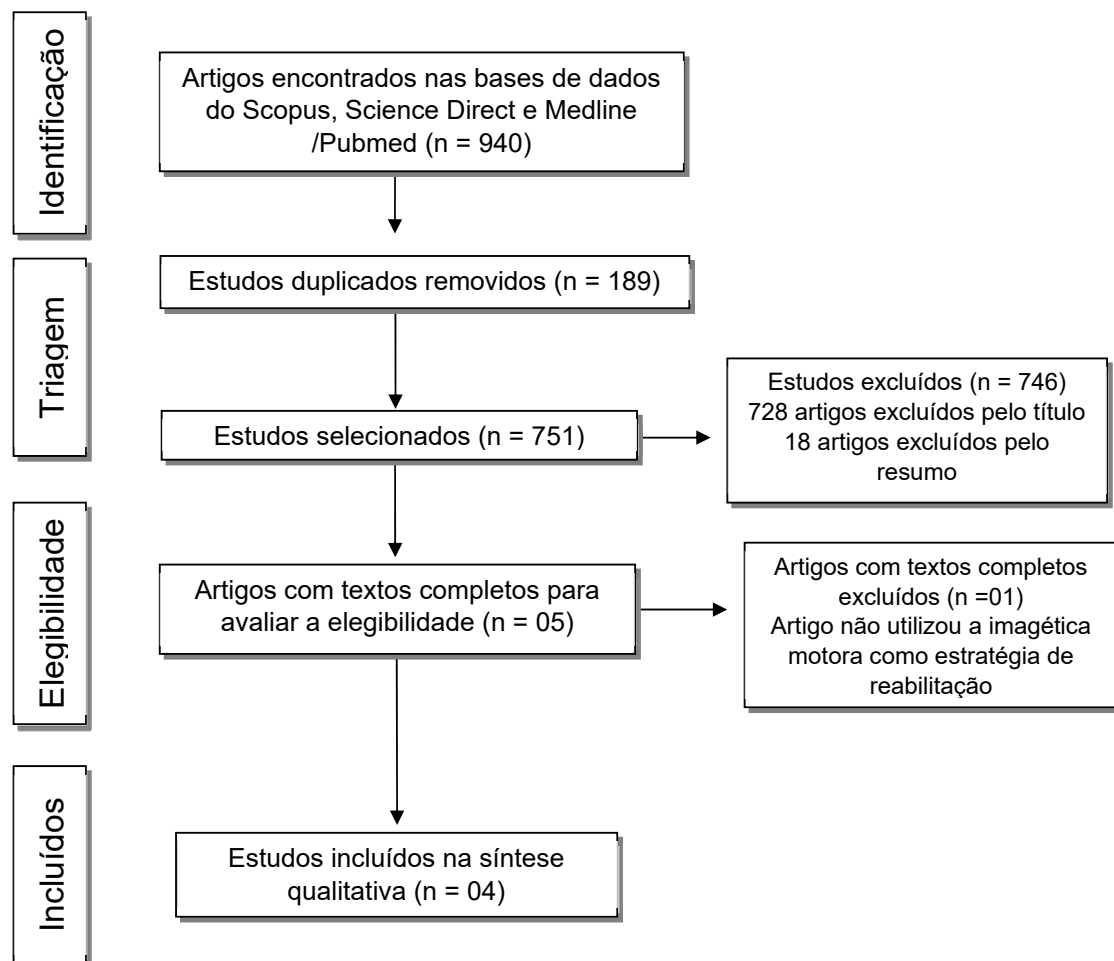 Identificação
Artigos encontrados nas bases de dados
do Scopus, Science Direct e Medline
/Pubmed (n = 940)
Triagem
Estudos duplicados removidos (n = 189)
Estudos selecionados (n = 751)
Estudos excluídos (n = 746)
728 artigos excluídos pelo título
18 artigos excluídos pelo
resumo
Elegibilidade
Artigos com textos completos para
avaliar a elegibilidade (n = 05)
Artigos com textos completos
excluídos (n =01)
Artigo não utilizou a imagética
motora como estratégia de
reabilitação
Incluídos
Estudos incluídos na síntese
qualitativa (n = 04)